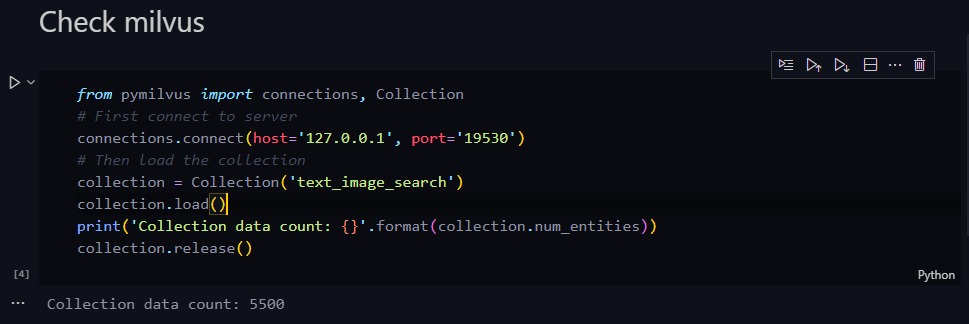 Check milvus
from pymilvus import connections, Collection
# First connect to server
connections.connect(host='127.0.0.1', port='19530')
# Then load the collection
collection = Collection('text_image_search')
collection.load()
print('Collection data count: {}'.format(collection.num_entities))
collection.release()
[4]
Python
... Collection data count: 5500